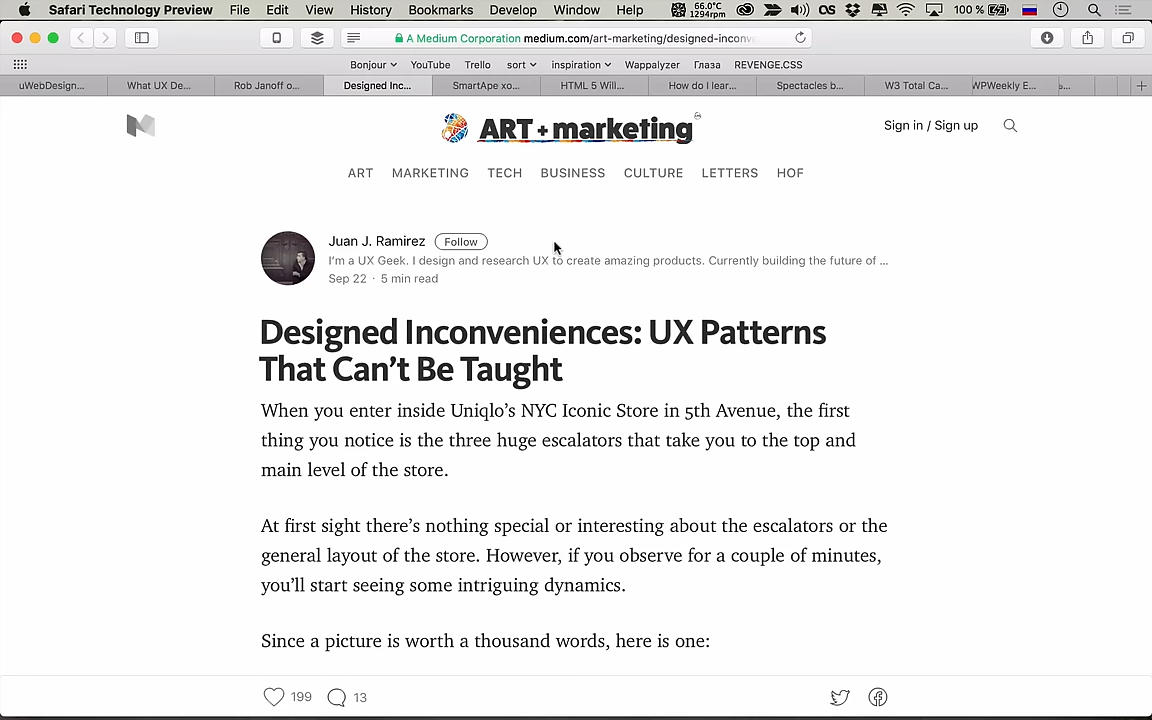 Safari Technology Preview File Edit View History Bookmarks Develop Window Help 66.0°C 1294rpm 100 %
A Medium Corporation medium.com/art-marketing/designed-inconv
Bonjour YouTube Trello sort inspiration Wappalyzer Глаза REVENGE.CSS
uWebDesign... What UX De... Rob Janoff o... Designed Inc... SmartApe хо... HTML 5 Will... How do I lear... Spectacles b... W3 Total Ca... WPWeekly E...
ART + marketing
Sign in / Sign up
ART MARKETING TECH BUSINESS CULTURE LETTERS HOF
Juan J. Ramirez Follow
I'm a UX Geek. I design and research UX to create amazing products. Currently building the future of ...
Sep 22 · 5 min read
Designed Inconveniences: UX Patterns
That Can't Be Taught
When you enter inside Uniqlo's NYC Iconic Store in 5th Avenue, the first
thing you notice is the three huge escalators that take you to the top and
main level of the store.
At first sight there's nothing special or interesting about the escalators or the
general layout of the store. However, if you observe for a couple of minutes,
you'll start seeing some intriguing dynamics.
Since a picture is worth a thousand words, here is one:
199 13